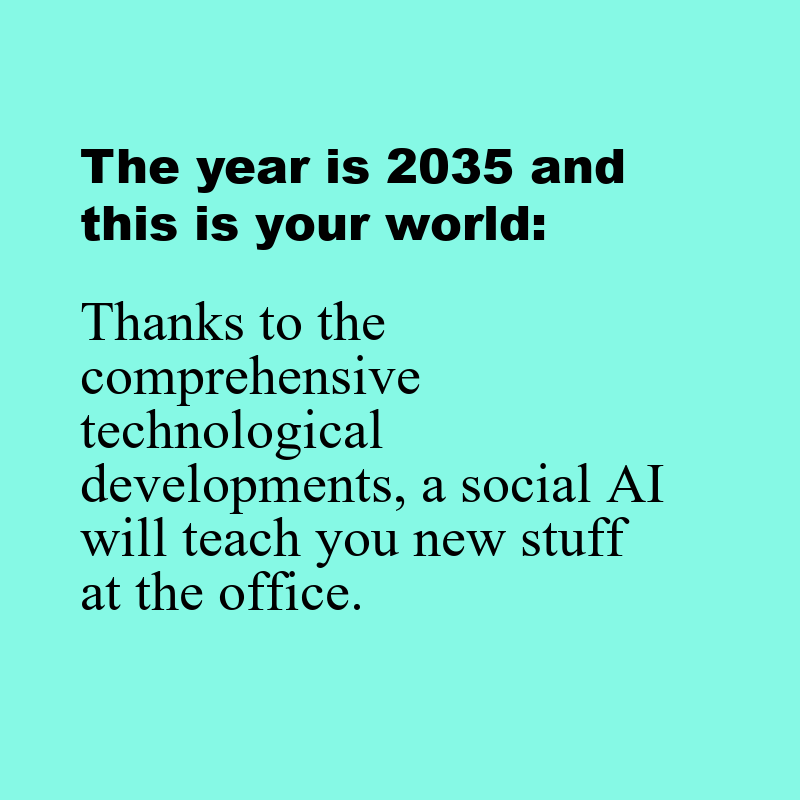 The year is 2035 and
this is your world:
Thanks to the
comprehensive
technological
developments, a social AI
will teach you new stuff
at the office.